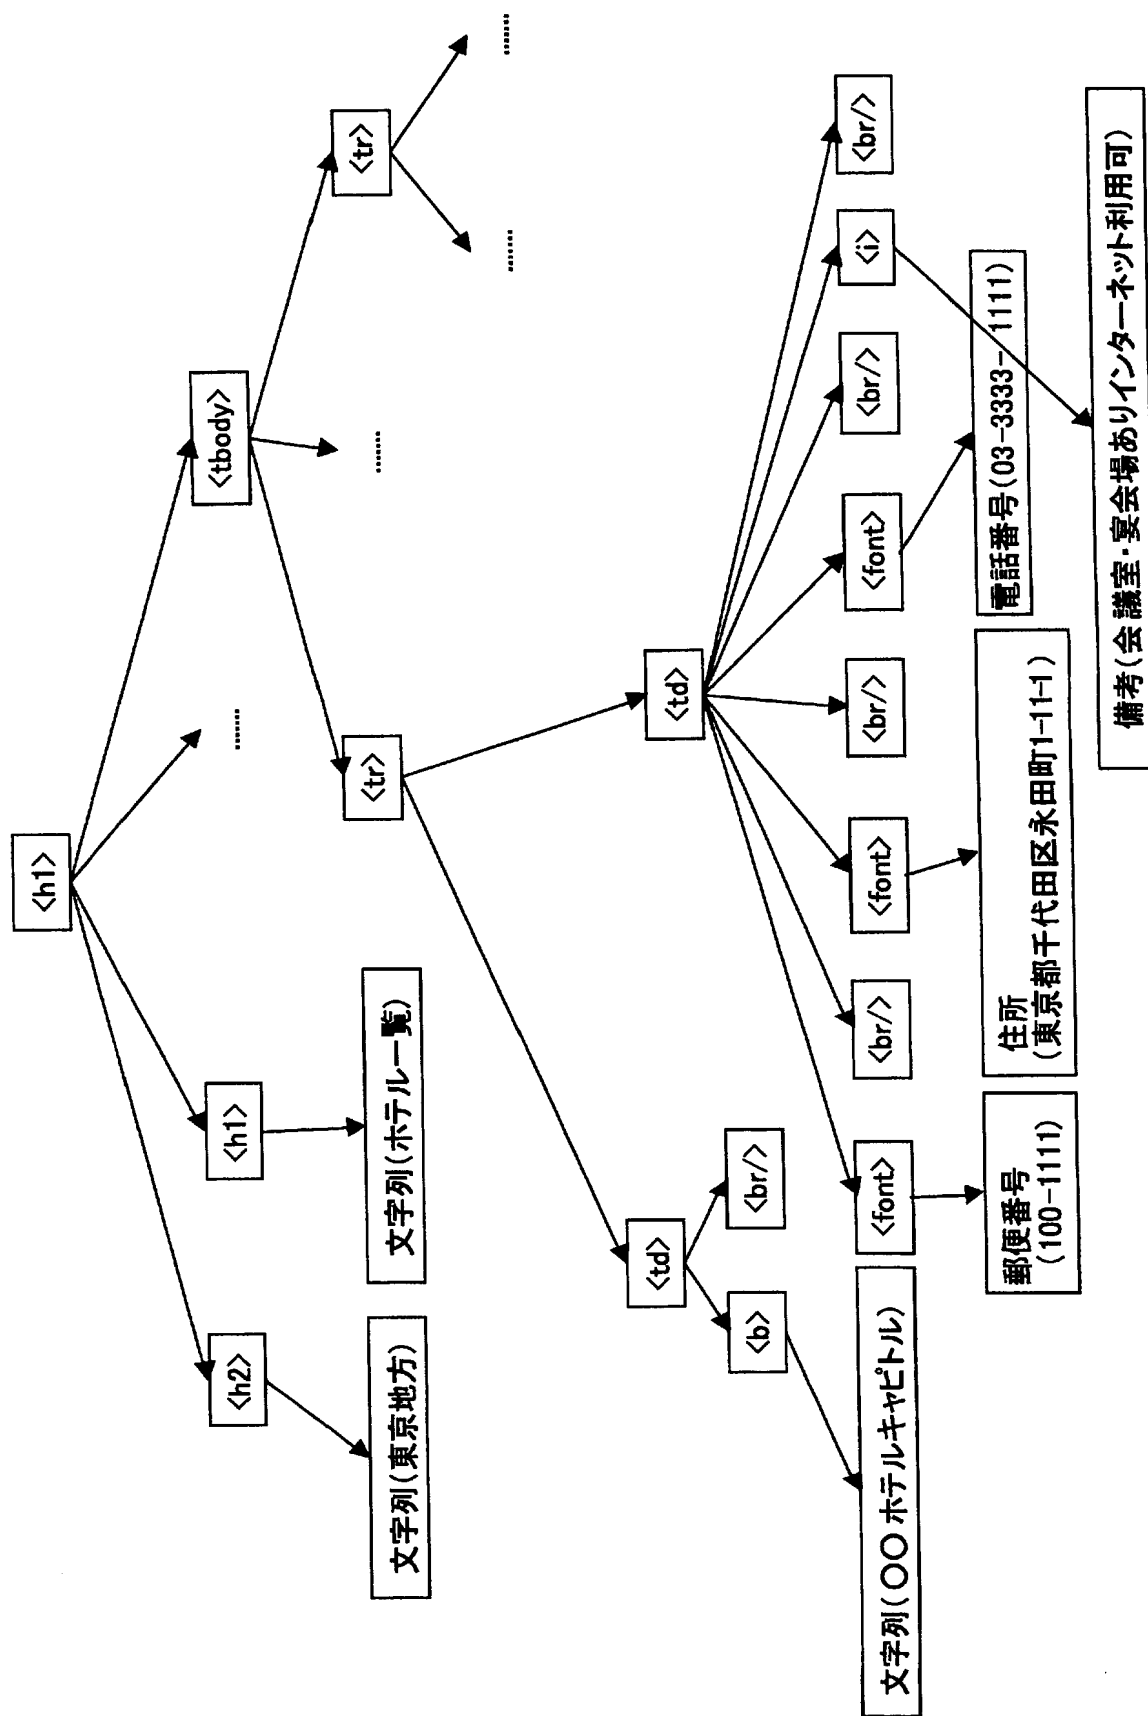 <h1>
<h2>
<h1>
......
<tbody>
文字列(東京地方)
文字列(ホテル一覧)
<tr>
......
<tr>
......
......
<td>
<td>
<b>
<br/>
文字列(〇〇ホテルキャピトル)
<font>
<br/>
<font>
<br/>
<font>
<br/>
<i>
<br/>
郵便番号
(100-1111)
住所
(東京都千代田区永田町1-11-1)
電話番号(03-3333-1111)
備考(会議室・宴会場ありインターネット利用可)